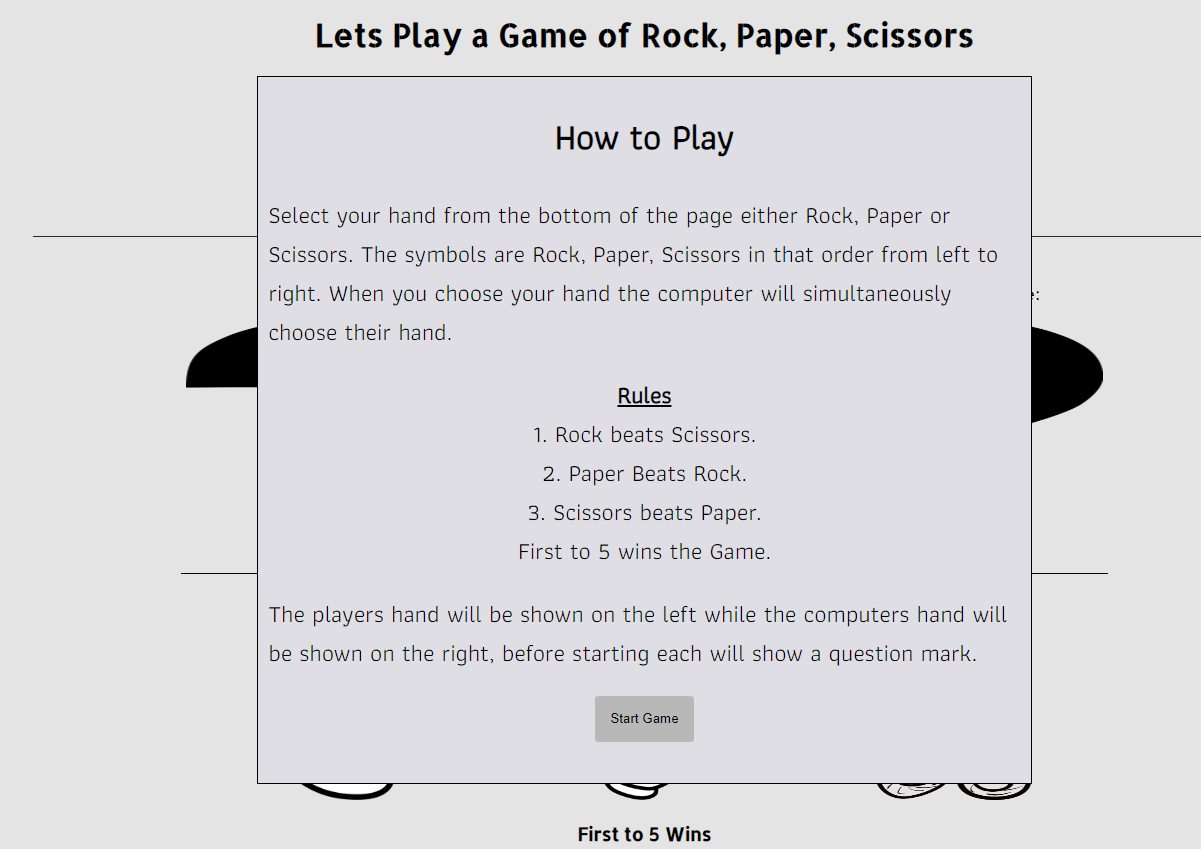 Lets Play a Game of Rock, Paper, Scissors
How to Play
Select your hand from the bottom of the page either Rock, Paper or
Scissors. The symbols are Rock, Paper, Scissors in that order from left to
right. When you choose your hand the computer will simultaneously
choose their hand.
Rules
1. Rock beats Scissors.
2. Paper Beats Rock.
3. Scissors beats Paper.
First to 5 wins the Game.
The players hand will be shown on the left while the computers hand will
be shown on the right, before starting each will show a question mark.
Start Game
First to 5 Wins